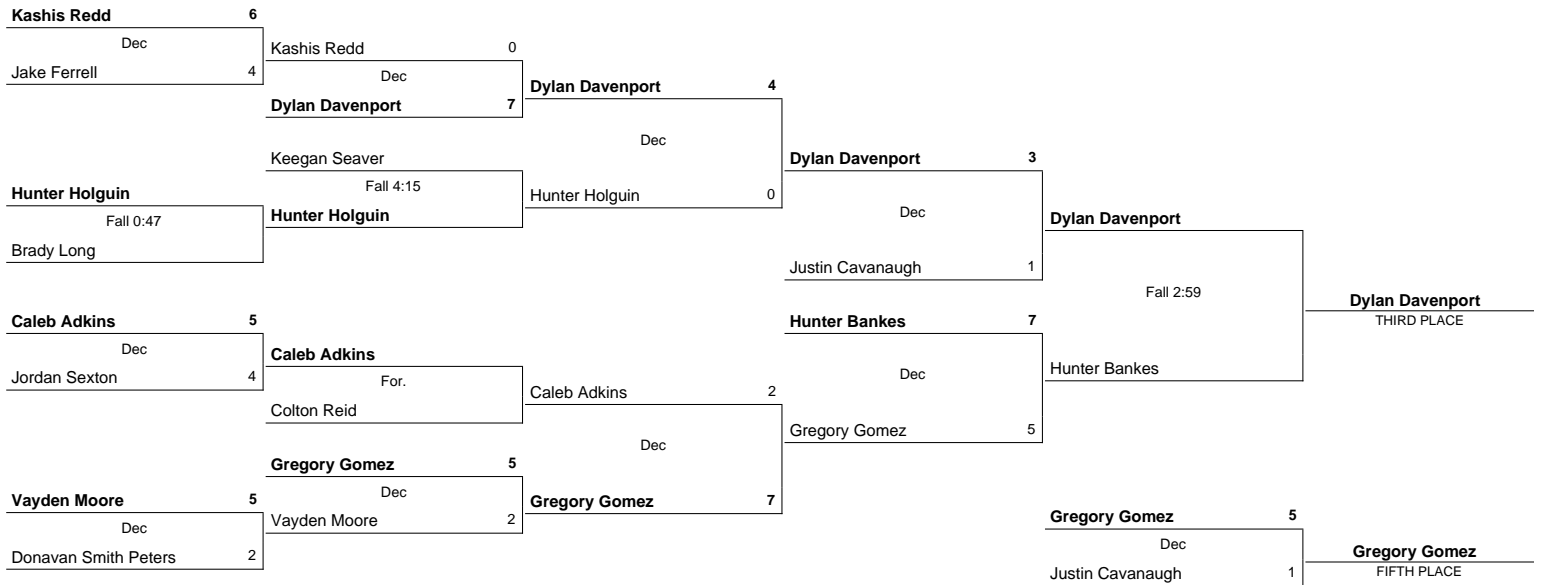 Kashis Redd 6
Dec
Jake Ferrell 4
Hunter Holguin
Fall 0:47
Brady Long
Caleb Adkins 5
Dec
Jordan Sexton 4
Vayden Moore 5
Dec
Donavan Smith Peters 2
Kashis Redd 0
Dec
Dylan Davenport 7
Keegan Seaver
Fall 4:15
Hunter Holguin
Caleb Adkins
For.
Colton Reid
Gregory Gomez 5
Dec
Vayden Moore 2
Dylan Davenport 4
Dec
Hunter Holguin 0
Caleb Adkins 2
Dec
Gregory Gomez 7
Dylan Davenport 3
Dec
Justin Cavanaugh 1
Hunter Bankes 7
Dec
Gregory Gomez 5
Dylan Davenport
Fall 2:59
Hunter Bankes
Dylan Davenport
THIRD PLACE
Gregory Gomez 5
Dec
Justin Cavanaugh 1
Gregory Gomez
FIFTH PLACE